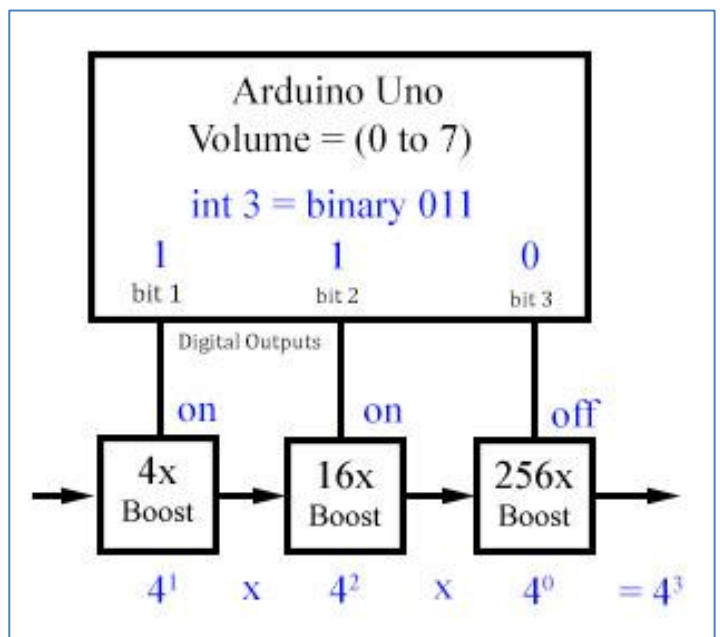 Arduino Uno
Volume = (0 to 7)
int 3 = binary 011
1 1 0
bit 1 bit 2 bit 3
Digital Outputs
on on off
4x 16x 256x
Boost Boost Boost
4¹ x 4² x 4⁰ = 4³